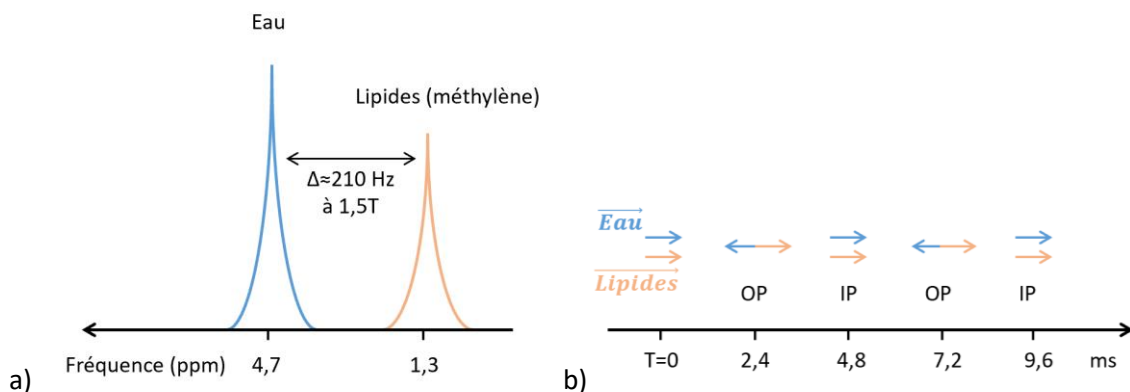 Eau
Lipides (méthylène)
Δ≈210 Hz
à 1,5T
Fréquence (ppm) 4,7 1,3
a)
Eau
Lipides
OP IP OP IP
T=0 2,4 4,8 7,2 9,6 ms
b)